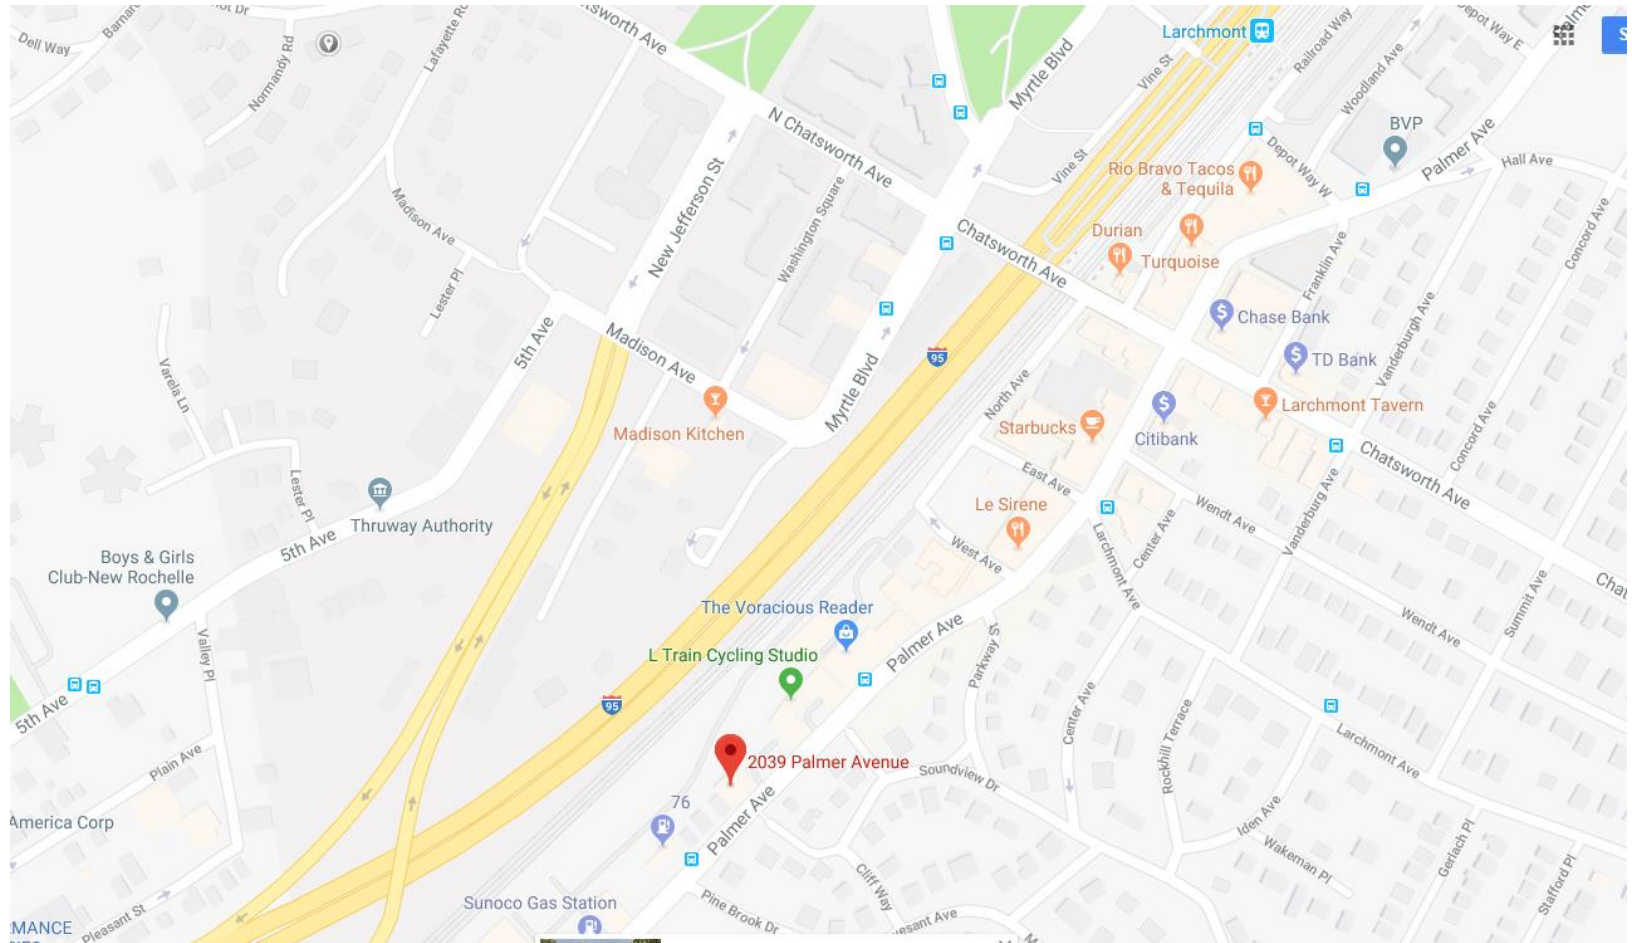 Dell Way
Normandy Rd
Lafayette Rd
N Chatsworth Ave
Myrtle Blvd
Vine St
Larchmont
Railroad Way
Woodland Ave
Depot Way E
BVP
Palmer Ave
Hall Ave
Rio Bravo Tacos
& Tequila
Depot Way W
Vine St
Madison Ave
New Jefferson St
Washington Square
Durian
Turquoise
Chatsworth Ave
Franklin Ave
Concord Ave
Lester Pl
Chase Bank
TD Bank
Vanderburgh Ave
5th Ave
Madison Ave
Myrtle Blvd
95
Varela Ln
North Ave
Madison Kitchen
Starbucks
Citibank
Larchmont Tavern
Concord Ave
Chatsworth Ave
East Ave
Lester Pl
Thruway Authority
Le Sirene
Wendt Ave
Vanderburg Ave
5th Ave
West Ave
Larchmont Ave
Center Ave
Boys & Girls
Club-New Rochelle
The Voracious Reader
Wendt Ave
Summit Ave
Valley Pl
L Train Cycling Studio
Palmer Ave
Parkway St
5th Ave
95
Center Ave
Rockhill Terrace
Larchmont Ave
Plain Ave
2039 Palmer Avenue
Soundview Dr
America Corp
76
Palmer Ave
Iden Ave
Wakeman Pl
Gerlach Pl
Stafford Pl
Cliff Way
Pleasant St
Sunoco Gas Station
Pine Brook Dr